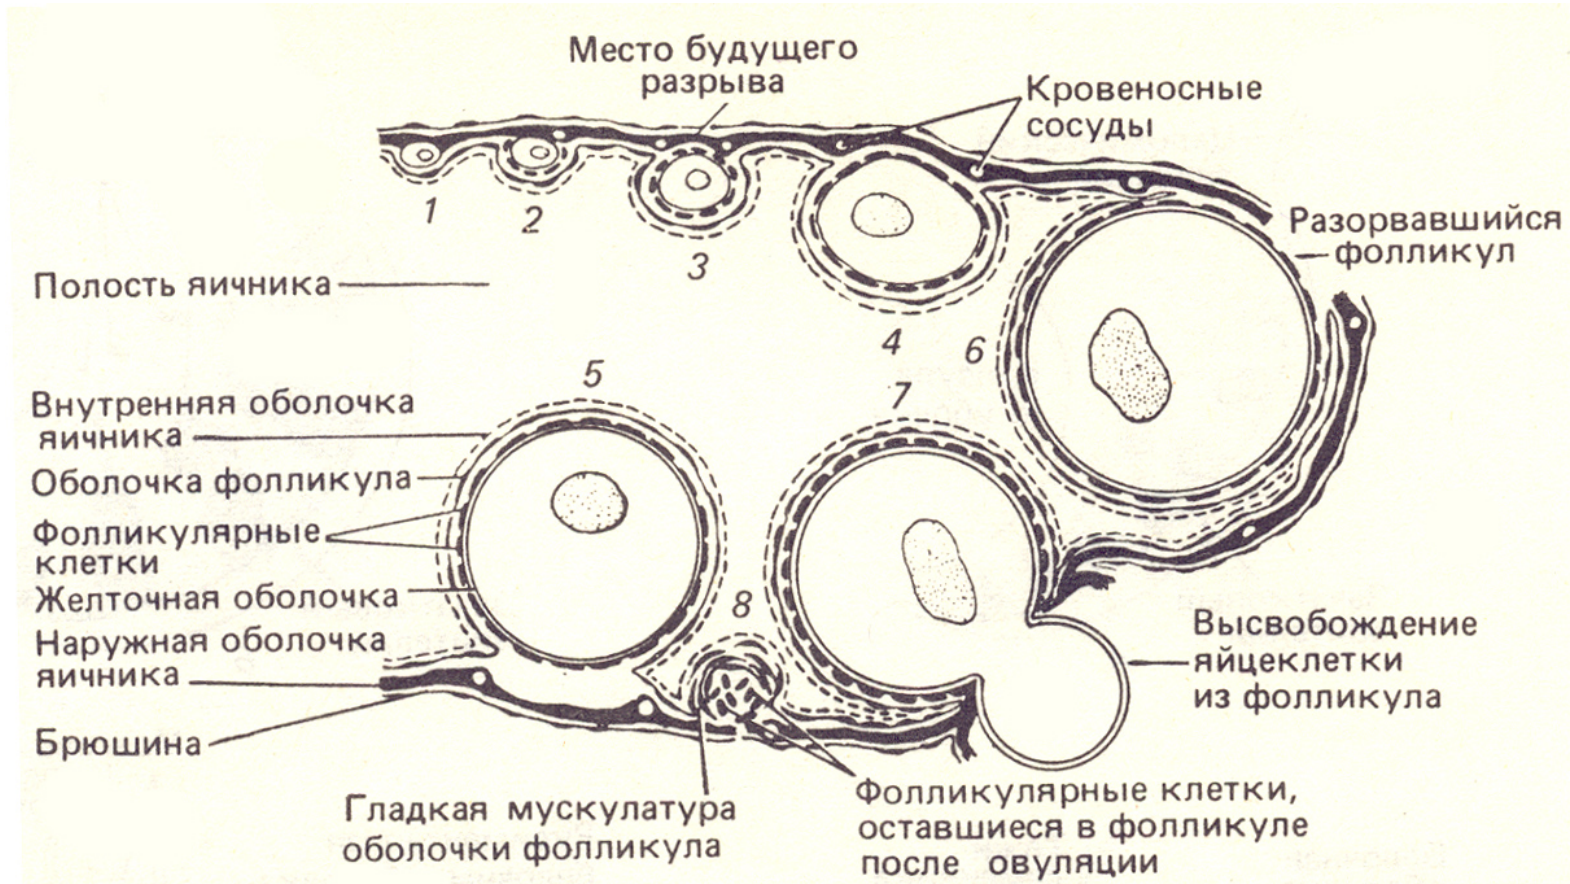 Место будущего
разрыва
Кровеносные
сосуды
1
2
3
Разорвавшийся
фолликул
Полость яичника
4
6
5
7
Внутренняя оболочка
яичника
Оболочка фолликула
Фолликулярные
клетки
Желточная оболочка
8
Наружная оболочка
яичника
Высвобождение
яйцеклетки
из фолликула
Брюшина
Гладкая мускулатура
оболочки фолликула
Фолликулярные клетки,
оставшиеся в фолликуле
после овуляции